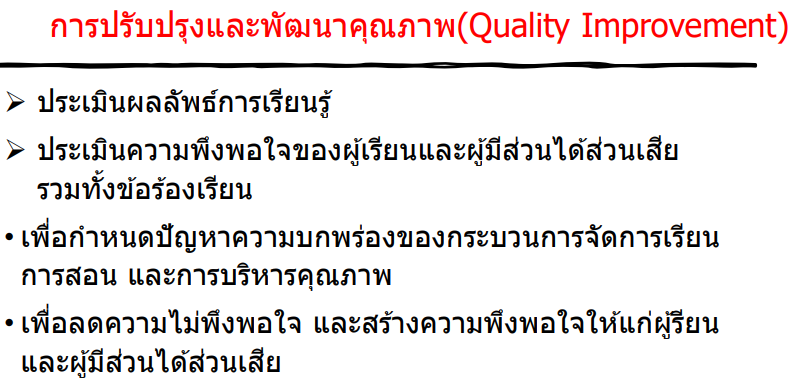 การปรับปรุงและพัฒนาคุณภาพ(Quality Improvement)
➢ ประเมินผลลัพธ์การเรียนรู้
➢ ประเมินความพึงพอใจของผู้เรียนและผู้มีส่วนได้ส่วนเสีย
รวมทั้งข้อร้องเรียน
• เพื่อกำหนดปัญหาความบกพร่องของกระบวนการจัดการเรียน
การสอน และการบริหารคุณภาพ
• เพื่อลดความไม่พึงพอใจ และสร้างความพึงพอใจให้แก่ผู้รียน
และผู้มีส่วนได้ส่วนเสีย